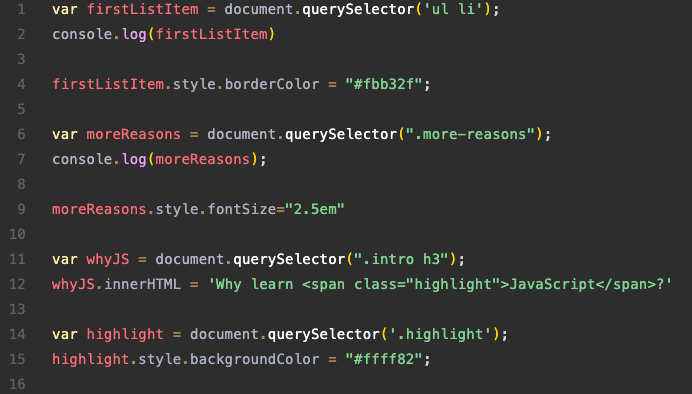 1 var firstListItem = document.querySelector('ul li');
2 console.log(firstListItem)
3
4 firstListItem.style.borderColor = "#fbb32f";
5
6 var moreReasons = document.querySelector(".more-reasons");
7 console.log(moreReasons);
8
9 moreReasons.style.fontSize="2.5em"
10
11 var whyJS = document.querySelector(".intro h3");
12 whyJS.innerHTML = 'Why learn <span class="highlight">JavaScript</span>?'
13
14 var highlight = document.querySelector('.highlight');
15 highlight.style.backgroundColor = "#ffff82";
16